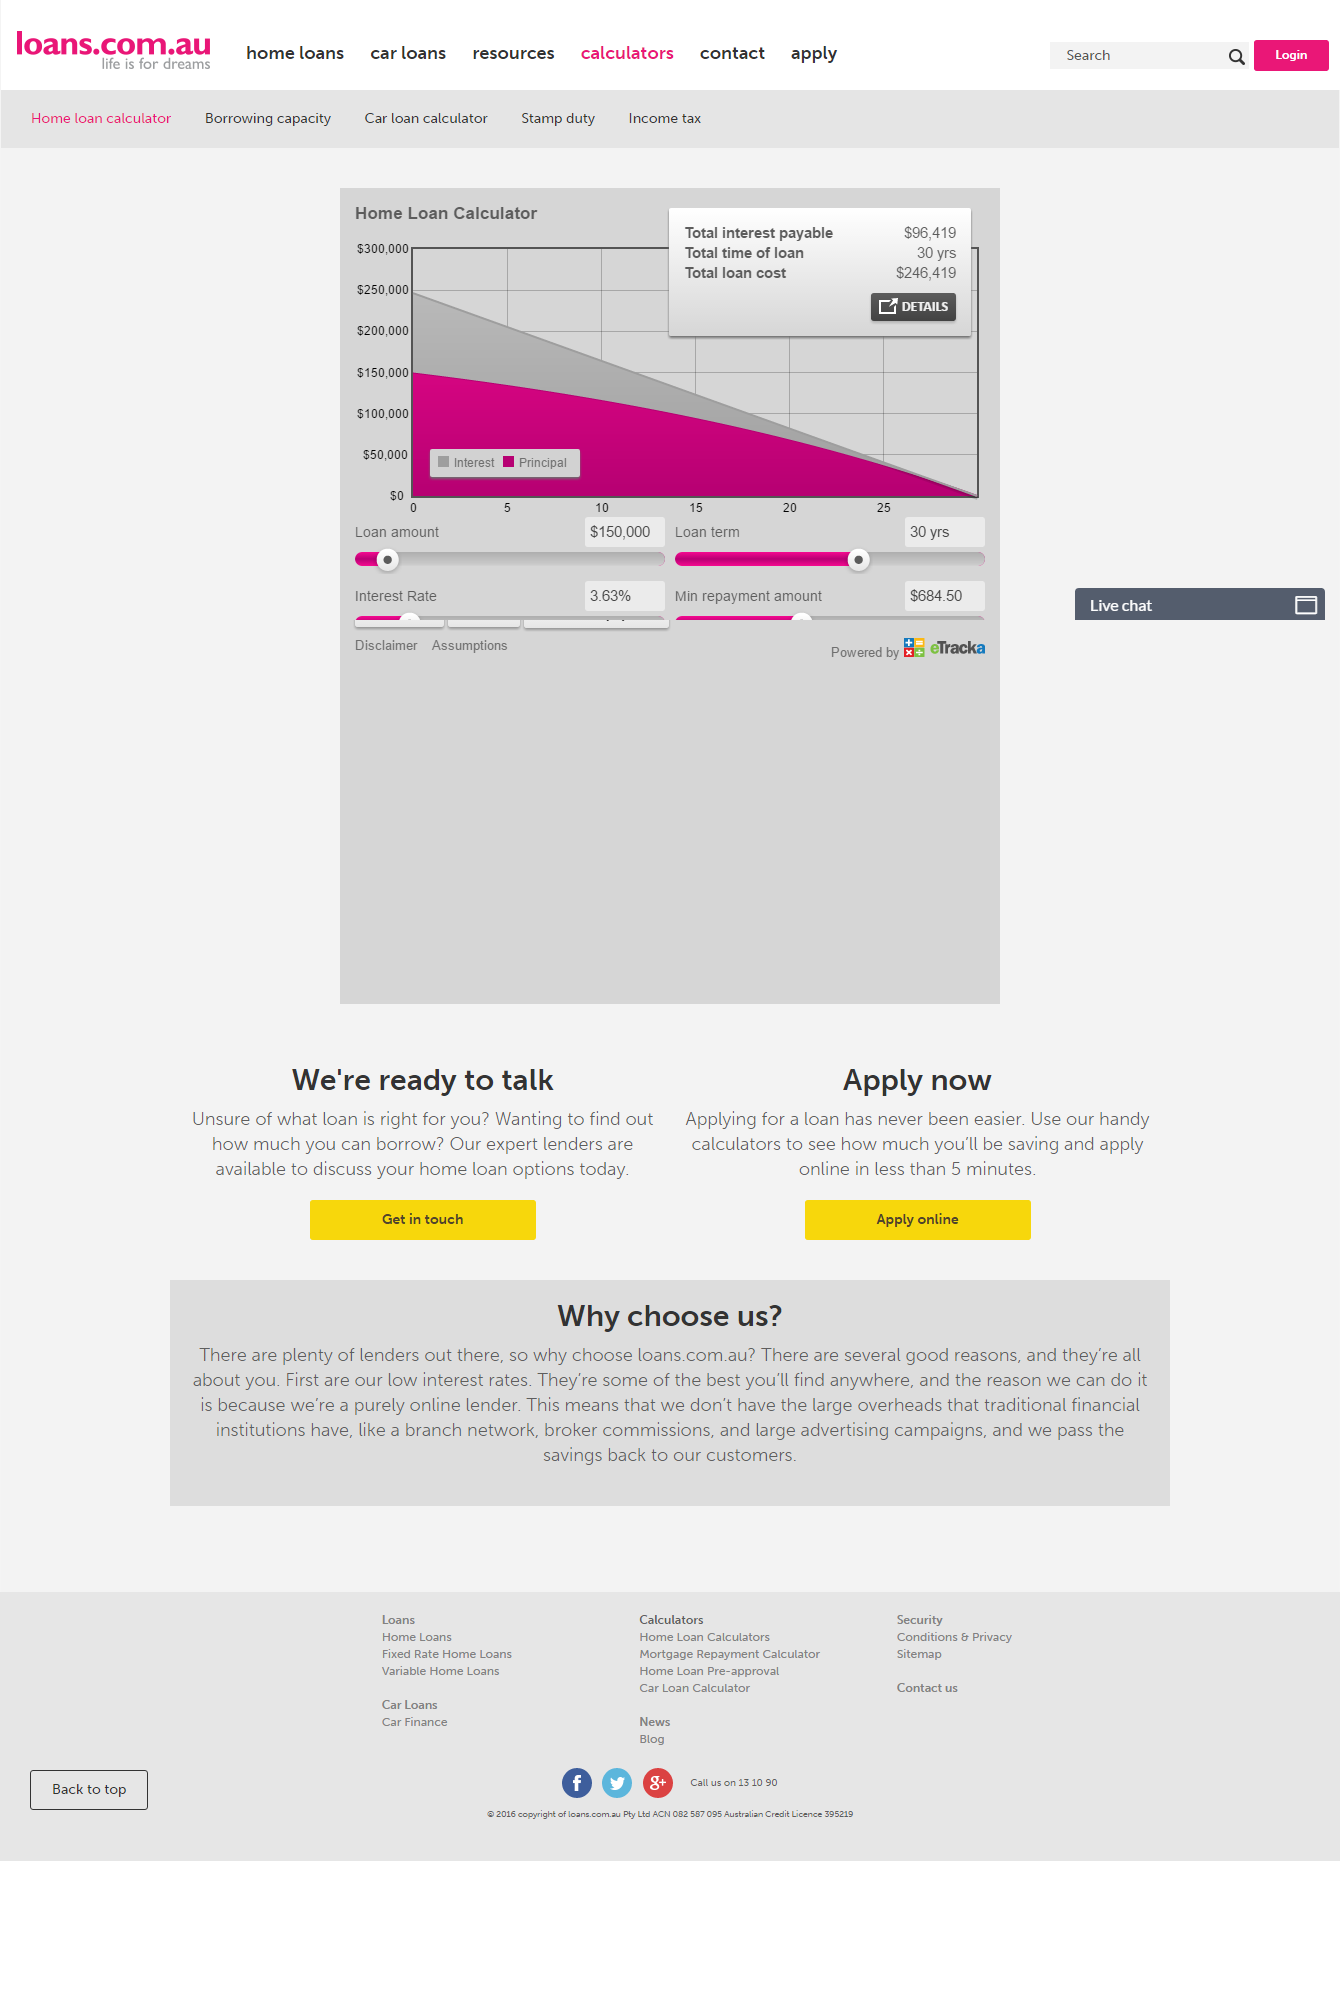 loans.com.au
life is for dreams
home loans car loans resources calculators contact apply
Search
Login
Home loan calculator Borrowing capacity Car loan calculator Stamp duty Income tax
Home Loan Calculator
Total interest payable $96,419
Total time of loan 30 yrs
Total loan cost $246,419
DETAILS
$300,000
$250,000
$200,000
$150,000
$100,000
$50,000
$0
Interest Principal
0 5 10 15 20 25
Loan amount $150,000 Loan term 30 yrs
Interest Rate 3.63% Min repayment amount $684.50
Live chat
Disclaimer Assumptions
Powered by eTracka
We're ready to talk
Unsure of what loan is right for you? Wanting to find out
how much you can borrow? Our expert lenders are
available to discuss your home loan options today.
Get in touch
Apply now
Applying for a loan has never been easier. Use our handy
calculators to see how much you’ll be saving and apply
online in less than 5 minutes.
Apply online
Why choose us?
There are plenty of lenders out there, so why choose loans.com.au? There are several good reasons, and they’re all
about you. First are our low interest rates. They’re some of the best you’ll find anywhere, and the reason we can do it
is because we’re a purely online lender. This means that we don’t have the large overheads that traditional financial
institutions have, like a branch network, broker commissions, and large advertising campaigns, and we pass the
savings back to our customers.
Loans
Home Loans
Fixed Rate Home Loans
Variable Home Loans
Car Loans
Car Finance
Calculators
Home Loan Calculators
Mortgage Repayment Calculator
Home Loan Pre-approval
Car Loan Calculator
News
Blog
Security
Conditions & Privacy
Sitemap
Contact us
Back to top
f g+ Call us on 13 10 90
© 2016 copyright of loans.com.au Pty Ltd ACN 082 587 095 Australian Credit Licence 395219